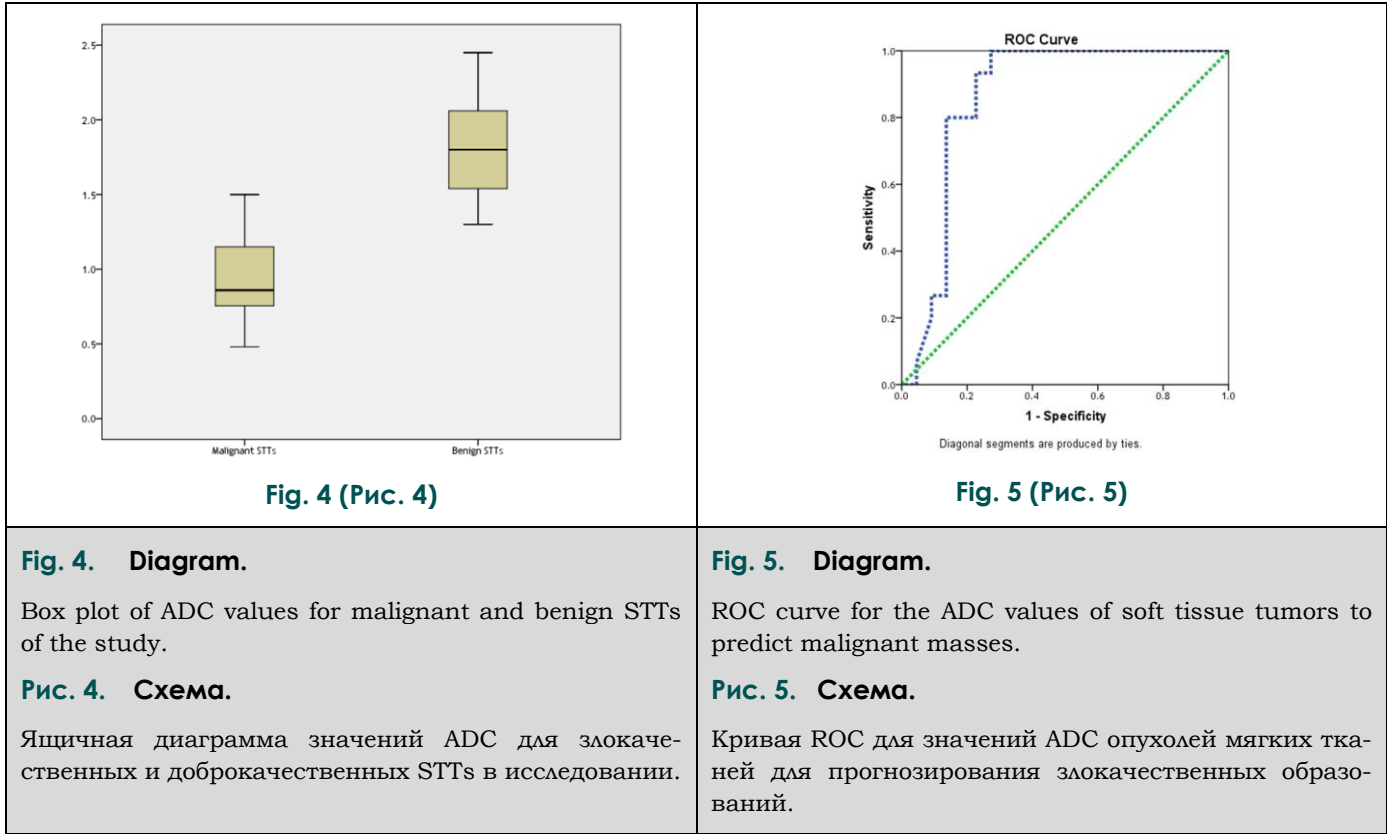 2.5
2.0
1.5
1.0
0.5
0.0
Malignant STTs
Benign STTs
Fig. 4 (Рис. 4)
ROC Curve
Sensitivity
1.0
0.8
0.6
0.4
0.2
0.0
0.0 0.2 0.4 0.6 0.8 1.0
1 - Specificity
Diagonal segments are produced by ties.
Fig. 5 (Рис. 5)
Fig. 4. Diagram.
Box plot of ADC values for malignant and benign STTs
of the study.
Рис. 4. Схема.
Ящичная диаграмма значений ADC для злокаче-
ственных и доброкачественных STTs в исследовании.
Fig. 5. Diagram.
ROC curve for the ADC values of soft tissue tumors to
predict malignant masses.
Рис. 5. Схема.
Кривая ROC для значений ADC опухолей мягких тка-
ней для прогнозирования злокачественных образо-
ваний.